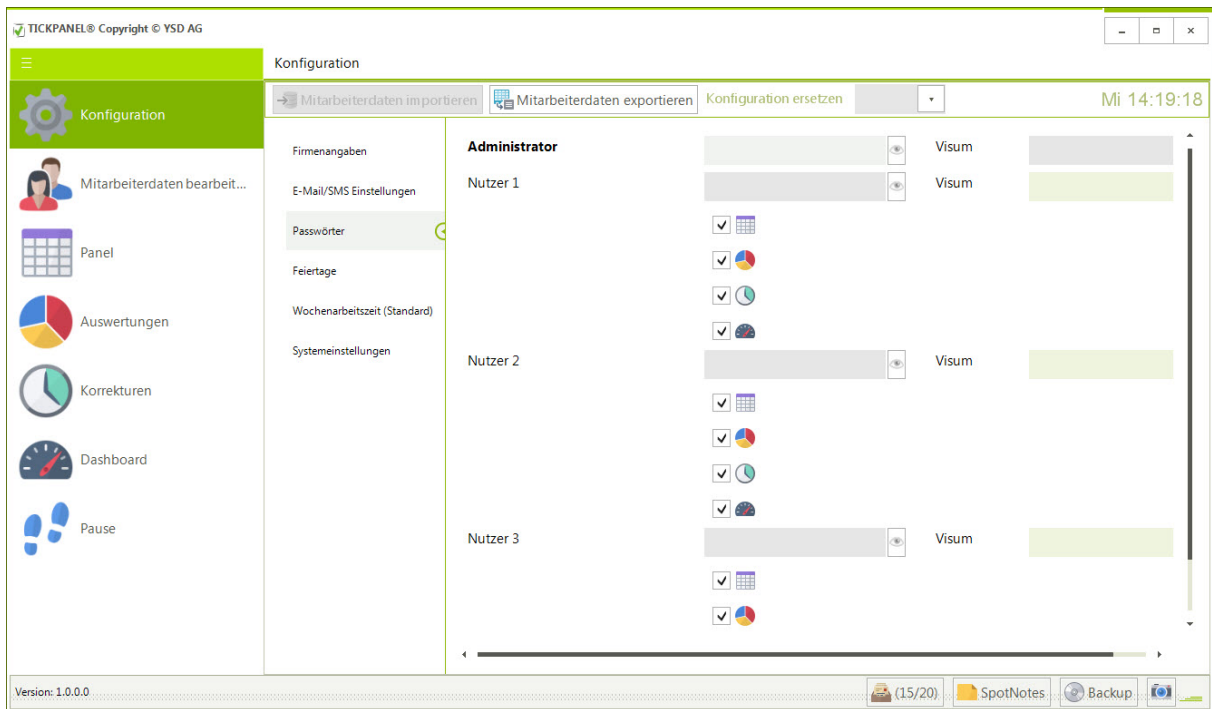 TICKPANEL® Copyright © YSD AG
Konfiguration
Mitarbeiterdaten importieren
Mitarbeiterdaten exportieren
Konfiguration ersetzen
Mi 14:19:18
Konfiguration
Mitarbeiterdaten bearbeit...
Panel
Auswertungen
Korrekturen
Dashboard
Pause
Firmenangaben
E-Mail/SMS Einstellungen
Passwörter
Feiertage
Wochenarbeitszeit (Standard)
Systemeinstellungen
Administrator
Visum
Nutzer 1
Visum
Nutzer 2
Visum
Nutzer 3
Visum
Version: 1.0.0.0
(15/20)
SpotNotes
Backup